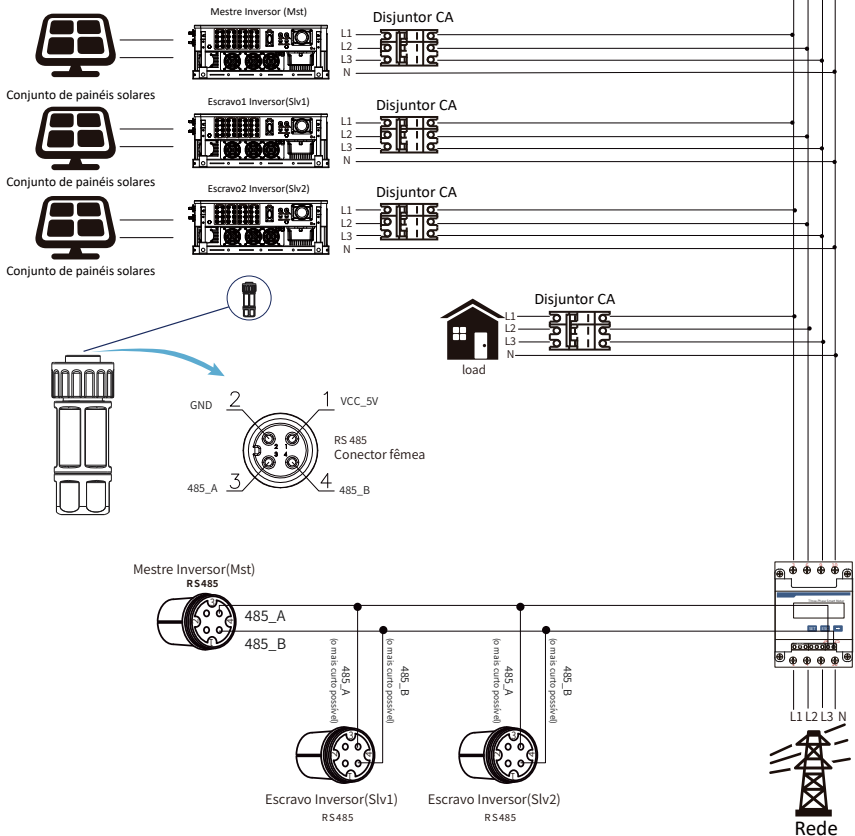 Mestre Inversor (Mst)
Disjuntor CA
L1
L2
L3
N
Conjunto de painéis solares
Escravo1 Inversor(Slv1)
Disjuntor CA
L1
L2
L3
N
Conjunto de painéis solares
Escravo2 Inversor(Slv2)
Disjuntor CA
L1
L2
L3
N
Conjunto de painéis solares
Disjuntor CA
L1
L2
L3
N
load
GND
2
1
VCC_5V
2
1
3
4
RS 485
Conector fêmea
485_A
3
4
485_B
Mestre Inversor(Mst)
RS485
485_A
485_B
485_A
(o mais curto possível)
485_B
(o mais curto possível)
485_A
(o mais curto possível)
485_B
(o mais curto possível)
L1 L2 L3 N
Escravo Inversor(Slv1)
RS485
Escravo Inversor(Slv2)
RS485
Rede